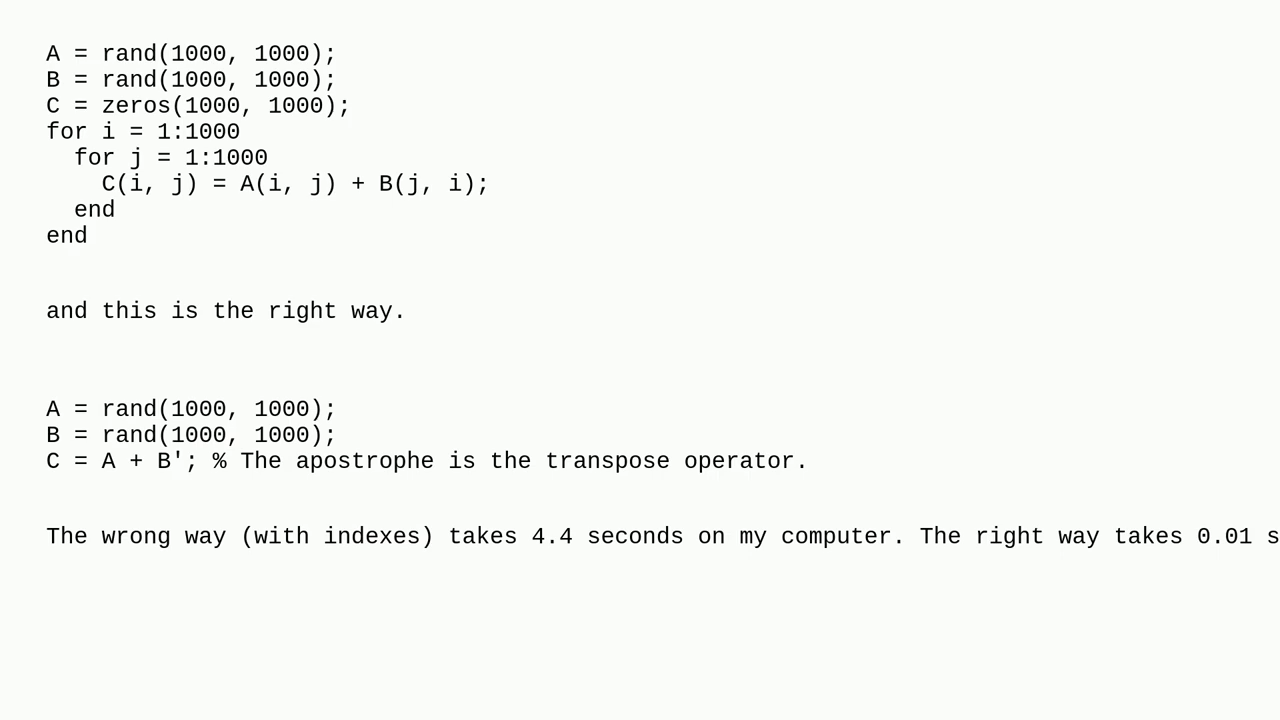 A = rand(1000, 1000);
B = rand(1000, 1000);
C = zeros(1000, 1000);
for i = 1:1000
  for j = 1:1000
    C(i, j) = A(i, j) + B(j, i);
  end
end
and this is the right way.
A = rand(1000, 1000);
B = rand(1000, 1000);
C = A + B'; % The apostrophe is the transpose operator.
The wrong way (with indexes) takes 4.4 seconds on my computer. The right way takes 0.01 s